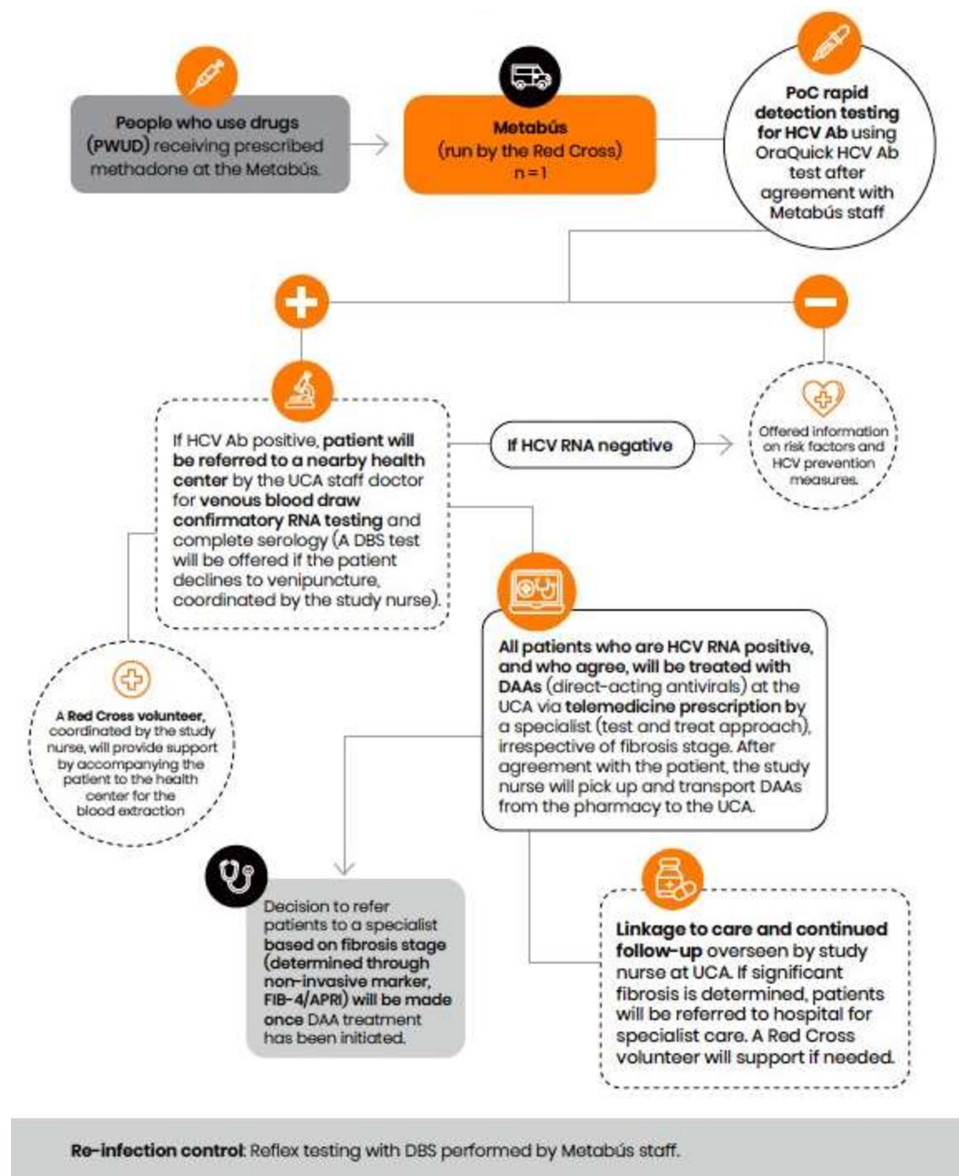 People who use drugs
(PWUD) receiving prescribed
methadone at the Metabús.
Metabús
(run by the Red Cross)
n = 1
PoC rapid
detection testing
for HCV Ab using
OraQuick HCV Ab
test after
agreement with
Metabús staff
If HCV Ab positive, patient will
be referred to a nearby health
center by the UCA staff doctor
for venous blood draw
confirmatory RNA testing and
complete serology (A DBS test
will be offered if the patient
declines to venipuncture,
coordinated by the study nurse).
If HCV RNA negative
Offered information
on risk factors and
HCV prevention
measures.
A Red Cross volunteer,
coordinated by the study
nurse, will provide support
by accompanying the
patient to the health
center for the
blood extraction
All patients who are HCV RNA positive,
and who agree, will be treated with
DAAs (direct-acting antivirals) at the
UCA via telemedicine prescription by
a specialist (test and treat approach),
irrespective of fibrosis stage. After
agreement with the patient, the study
nurse will pick up and transport DAAs
from the pharmacy to the UCA.
Decision to refer
patients to a specialist
based on fibrosis stage
(determined through
non-invasive marker,
FIB-4/APRI) will be made
once DAA treatment
has been initiated.
Linkage to care and continued
follow-up overseen by study
nurse at UCA. If significant
fibrosis is determined, patients
will be referred to hospital for
specialist care. A Red Cross
volunteer will support if needed.
Re-infection control: Reflex testing with DBS performed by Metabús staff.